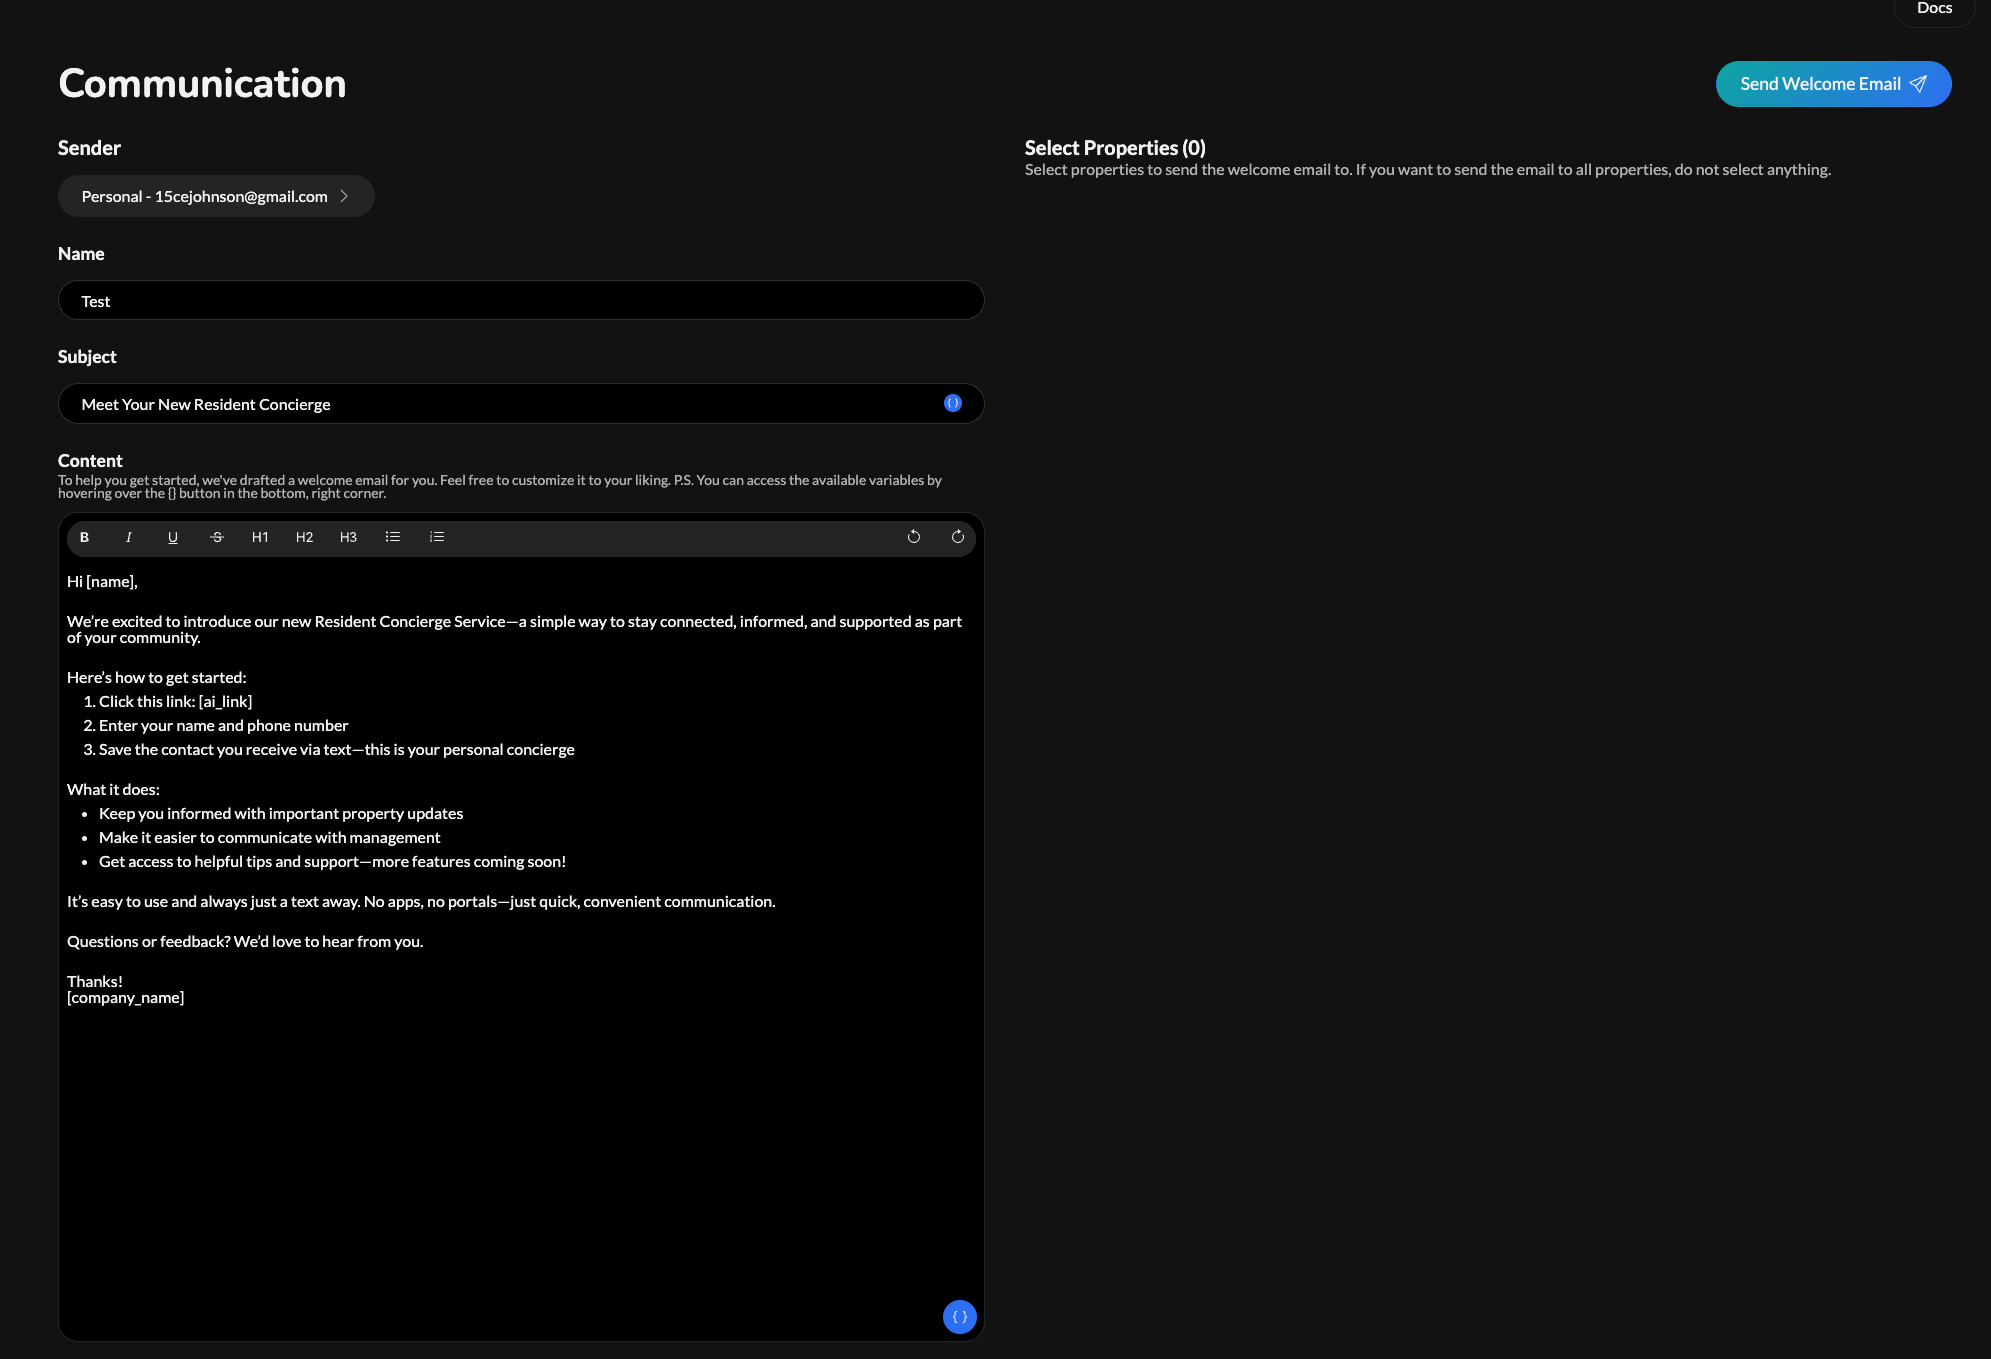 Docs
Communication
Send Welcome Email
Sender
Personal - 15cejohnson@gmail.com
Name
Test
Subject
Meet Your New Resident Concierge
{ }
Content
To help you get started, we've drafted a welcome email for you. Feel free to customize it to your liking. P.S. You can access the available variables by
hovering over the {} button in the bottom, right corner.
B I U S H1 H2 H3
Hi [name],
We’re excited to introduce our new Resident Concierge Service—a simple way to stay connected, informed, and supported as part
of your community.
Here’s how to get started:
1. Click this link: [ai_link]
2. Enter your name and phone number
3. Save the contact you receive via text—this is your personal concierge
What it does:
• Keep you informed with important property updates
• Make it easier to communicate with management
• Get access to helpful tips and support—more features coming soon!
It’s easy to use and always just a text away. No apps, no portals—just quick, convenient communication.
Questions or feedback? We’d love to hear from you.
Thanks!
[company_name]
{ }
Select Properties (0)
Select properties to send the welcome email to. If you want to send the email to all properties, do not select anything.